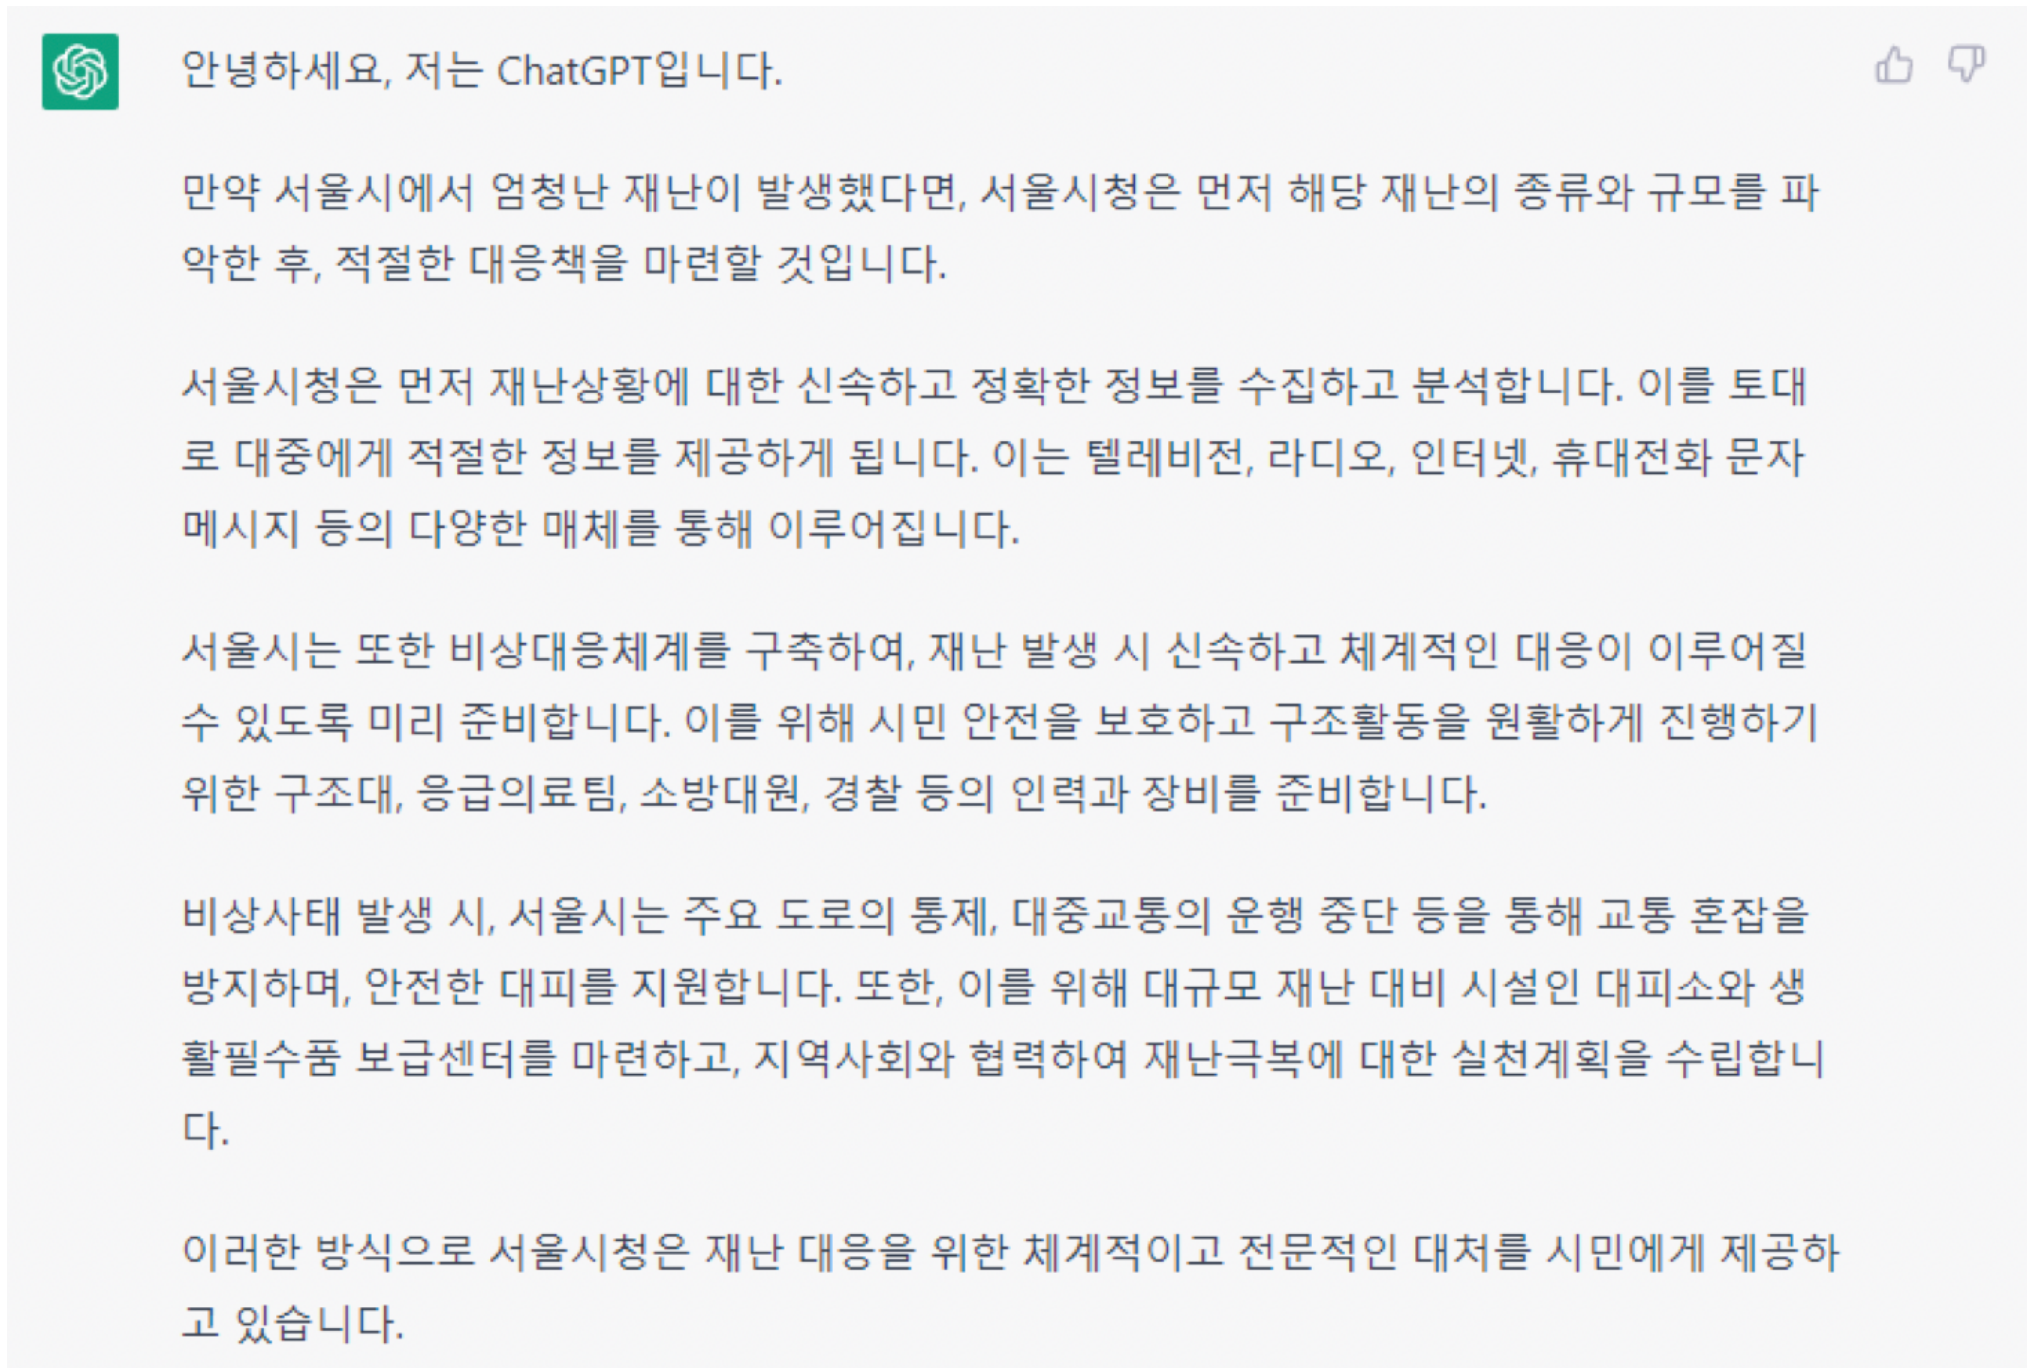 안녕하세요, 저는 ChatGPT입니다.
만약 서울시에서 엄청난 재난이 발생했다면, 서울시청은 먼저 해당 재난의 종류와 규모를 파
악한 후, 적절한 대응책을 마련할 것입니다.
서울시청은 먼저 재난상황에 대한 신속하고 정확한 정보를 수집하고 분석합니다. 이를 토대
로 대중에게 적절한 정보를 제공하게 됩니다. 이는 텔레비전, 라디오, 인터넷, 휴대전화 문자
메시지 등의 다양한 매체를 통해 이루어집니다.
서울시는 또한 비상대응체계를 구축하여, 재난 발생 시 신속하고 체계적인 대응이 이루어질
수 있도록 미리 준비합니다. 이를 위해 시민 안전을 보호하고 구조활동을 원활하게 진행하기
위한 구조대, 응급의료팀, 소방대원, 경찰 등의 인력과 장비를 준비합니다.
비상사태 발생 시, 서울시는 주요 도로의 통제, 대중교통의 운행 중단 등을 통해 교통 혼잡을
방지하며, 안전한 대피를 지원합니다. 또한, 이를 위해 대규모 재난 대비 시설인 대피소와 생
활필수품 보급센터를 마련하고, 지역사회와 협력하여 재난극복에 대한 실천계획을 수립합니
다.
이러한 방식으로 서울시청은 재난 대응을 위한 체계적이고 전문적인 대처를 시민에게 제공하
고 있습니다.